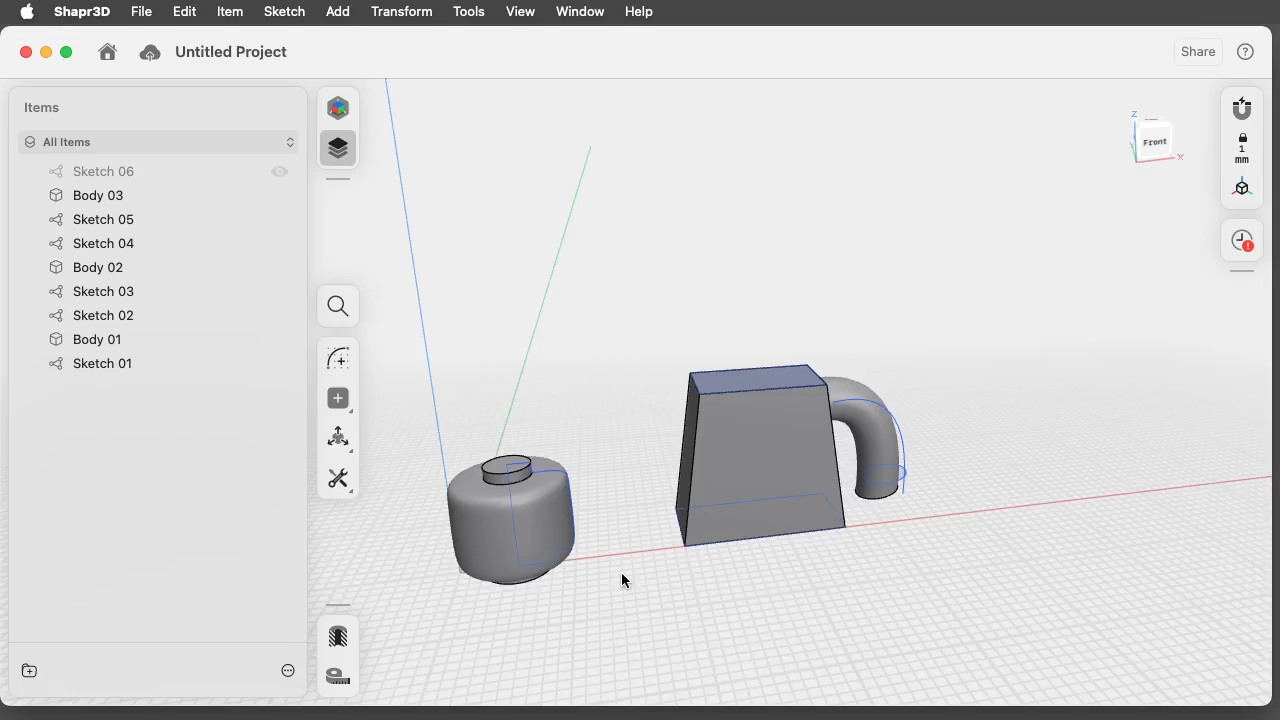 Shapr3D File Edit Item Sketch Add Transform Tools View Window Help
Untitled Project
Share
Items
All Items
Sketch 06
Body 03
Sketch 05
Sketch 04
Body 02
Sketch 03
Sketch 02
Body 01
Sketch 01
Z
Front
X
1
mm